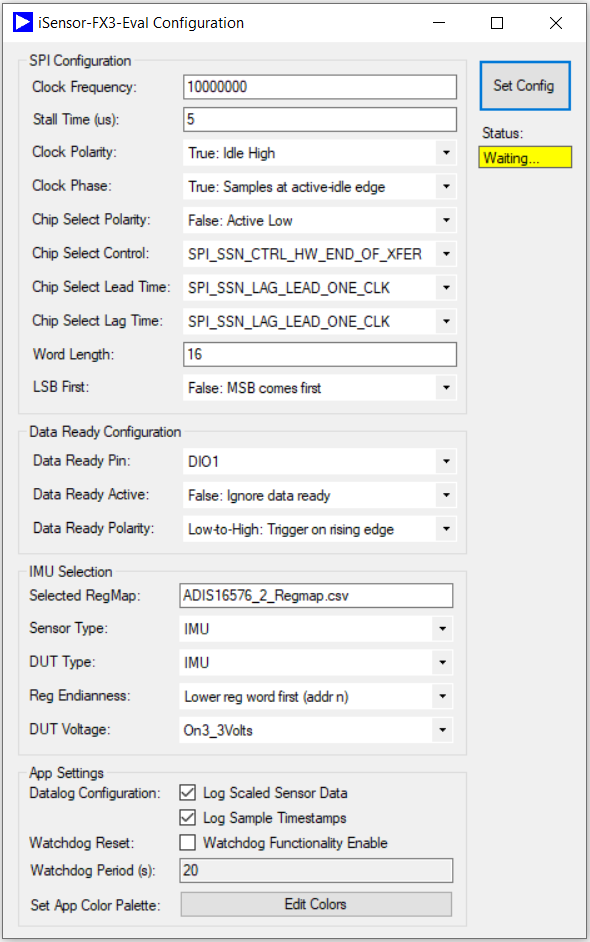 iSensor-FX3-Eval Configuration
SPI Configuration
Clock Frequency: 10000000
Set Config
Stall Time (us): 5
Status:
Clock Polarity: True: Idle High
Waiting...
Clock Phase: True: Samples at active-idle edge
Chip Select Polarity: False: Active Low
Chip Select Control: SPI_SSN_CTRL_HW_END_OF_XFER
Chip Select Lead Time: SPI_SSN_LAG_LEAD_ONE_CLK
Chip Select Lag Time: SPI_SSN_LAG_LEAD_ONE_CLK
Word Length: 16
LSB First: False: MSB comes first
Data Ready Configuration
Data Ready Pin: DIO1
Data Ready Active: False: Ignore data ready
Data Ready Polarity: Low-to-High: Trigger on rising edge
IMU Selection
Selected RegMap: ADIS16576_2_Regmap.csv
Sensor Type: IMU
DUT Type: IMU
Reg Endianness: Lower reg word first (addr n)
DUT Voltage: On3_3Volts
App Settings
Datalog Configuration: Log Scaled Sensor Data
Log Sample Timestamps
Watchdog Reset: Watchdog Functionality Enable
Watchdog Period (s): 20
Set App Color Palette: Edit Colors